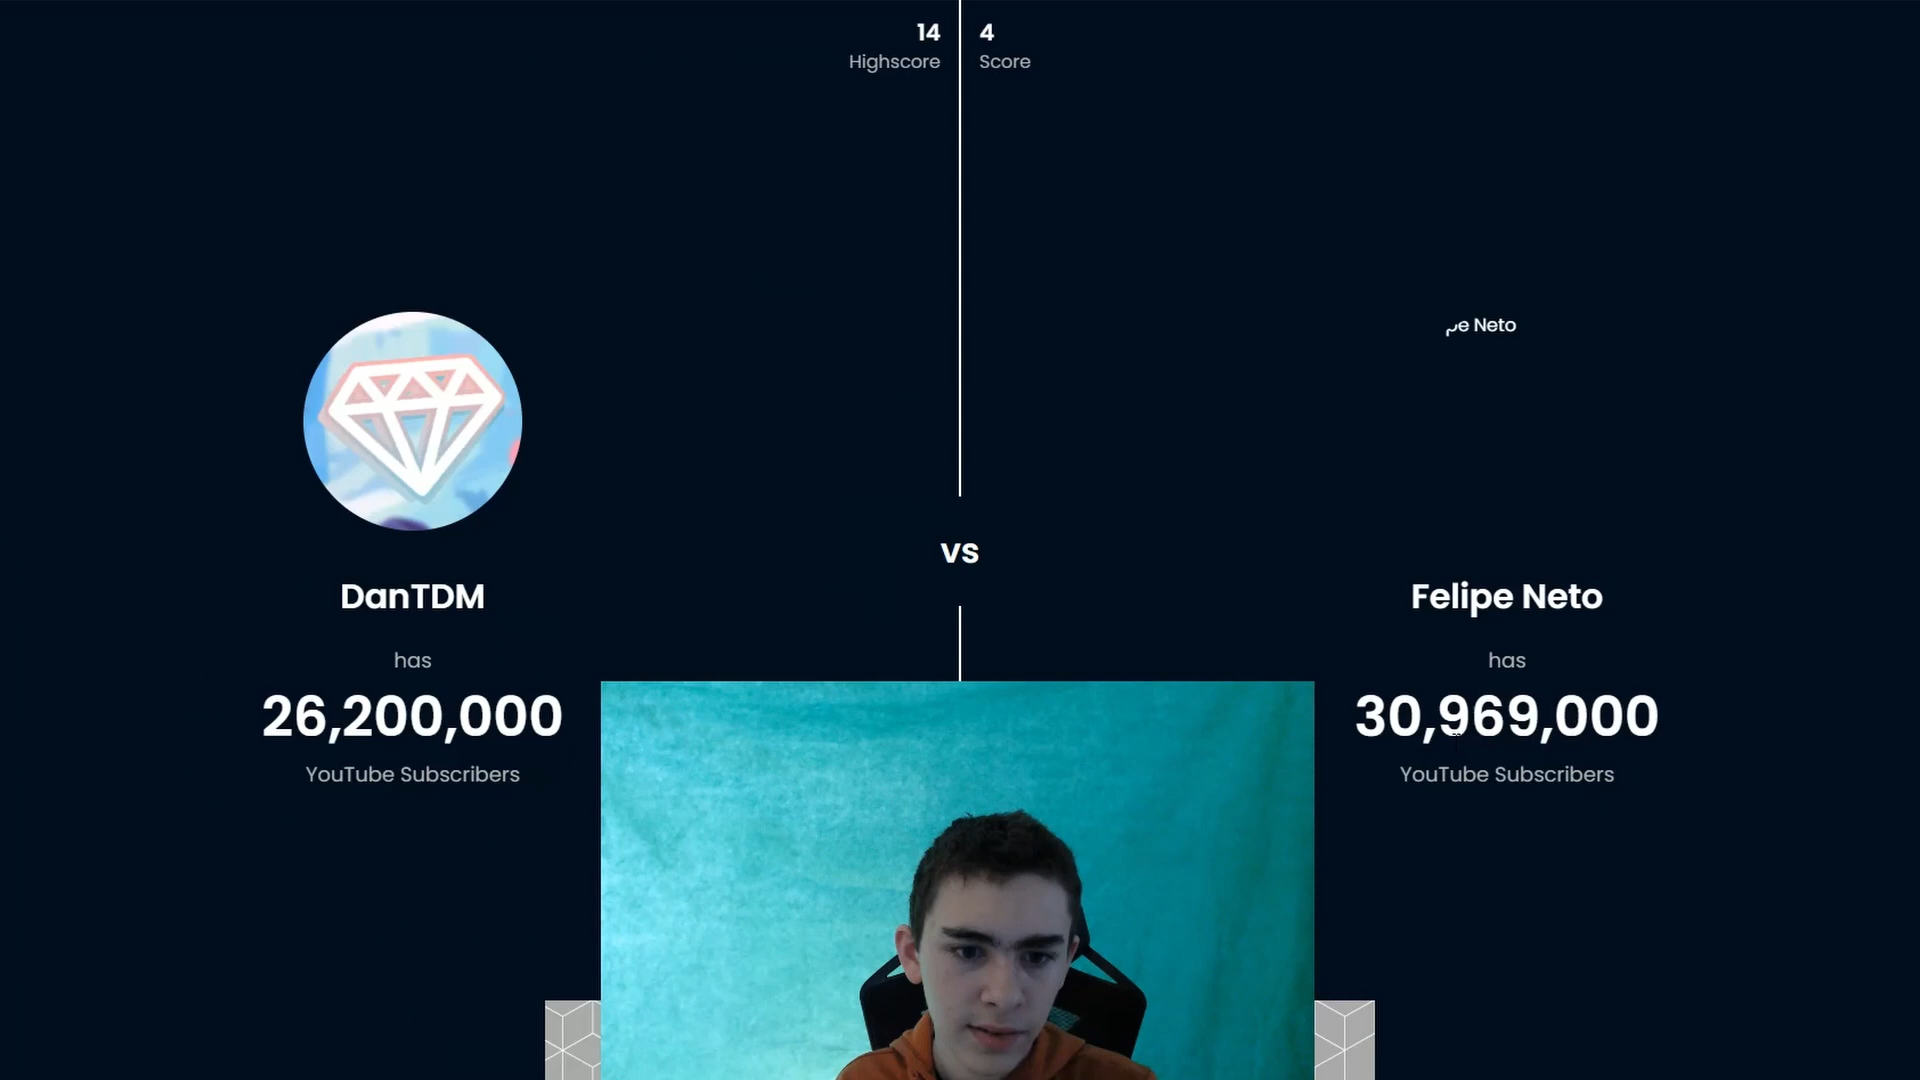 14
Highscore
4
Score
pe Neto
VS
DanTDM
has
26,200,000
YouTube Subscribers
Felipe Neto
has
30,969,000
YouTube Subscribers